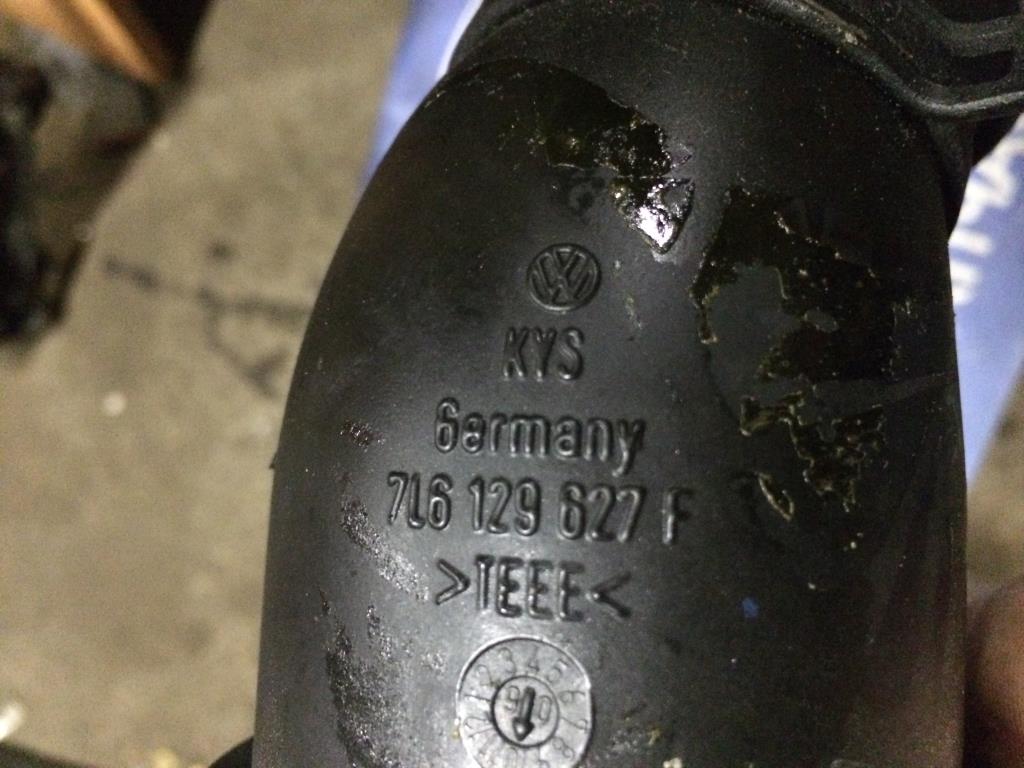 KYS
Germany
7L6 129 627 F
>TEEE<